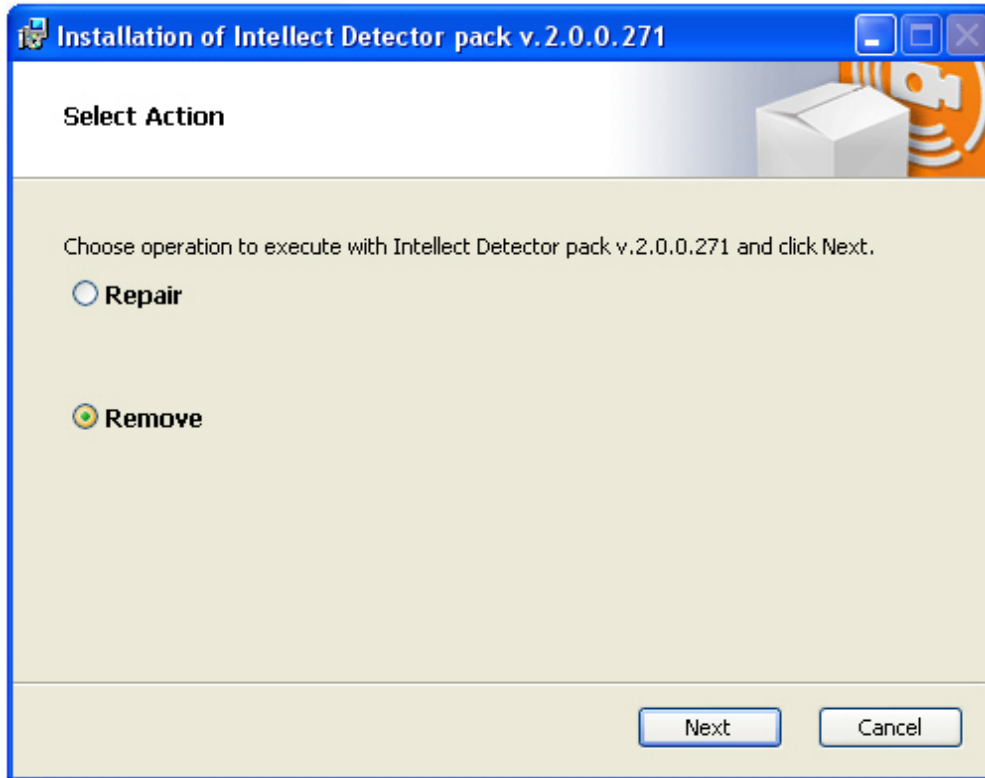 Installation of Intellect Detector pack v.2.0.0.271
Select Action
Choose operation to execute with Intellect Detector pack v.2.0.0.271 and click Next.
Repair
Remove
Next
Cancel